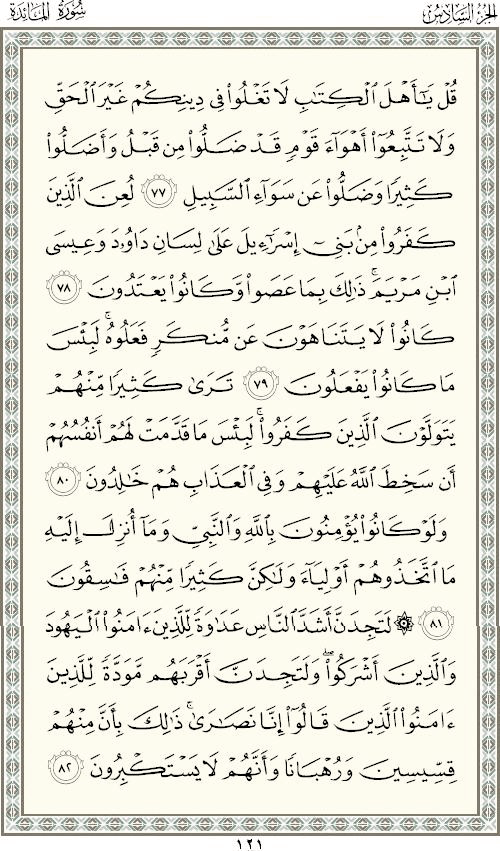 الجزء السادس سورة المائدة
قُلْ يَٰٓأَهْلَ ٱلْكِتَٰبِ لَا تَغْلُوا۟ فِى دِينِكُمْ غَيْرَ ٱلْحَقِّ
وَلَا تَتَّبِعُوٓا۟ أَهْوَآءَ قَوْمٍ قَدْ ضَلُّوا۟ مِن قَبْلُ وَأَضَلُّوا۟
كَثِيرًا وَضَلُّوا۟ عَن سَوَآءِ ٱلسَّبِيلِ ٧٧ لُعِنَ ٱلَّذِينَ
كَفَرُوا۟ مِنۢ بَنِىٓ إِسْرَٰٓءِيلَ عَلَىٰ لِسَانِ دَاوُۥدَ وَعِيسَى
ٱبْنِ مَرْيَمَ ۚ ذَٰلِكَ بِمَا عَصَوا۟ وَّكَانُوا۟ يَعْتَدُونَ ٧٨
كَانُوا۟ لَا يَتَنَاهَوْنَ عَن مُّنكَرٍ فَعَلُوهُ ۚ لَبِئْسَ
مَا كَانُوا۟ يَفْعَلُونَ ٧٩ تَرَىٰ كَثِيرًا مِّنْهُمْ
يَتَوَلَّوْنَ ٱلَّذِينَ كَفَرُوا۟ ۚ لَبِئْسَ مَا قَدَّمَتْ لَهُمْ أَنفُسُهُمْ
أَن سَخِطَ ٱللَّهُ عَلَيْهِمْ وَفِى ٱلْعَذَابِ هُمْ خَٰلِدُونَ ٨٠
وَلَوْ كَانُوا۟ يُؤْمِنُونَ بِٱللَّهِ وَٱلنَّبِىِّ وَمَآ أُنزِلَ إِلَيْهِ
مَا ٱتَّخَذُوهُمْ أَوْلِيَآءَ وَلَٰكِنَّ كَثِيرًا مِّنْهُمْ فَٰسِقُونَ
٨١ ۞ لَتَجِدَنَّ أَشَدَّ ٱلنَّاسِ عَدَٰوَةً لِّلَّذِينَ ءَامَنُوا۟ ٱلْيَهُودَ
وَٱلَّذِينَ أَشْرَكُوا۟ ۖ وَلَتَجِدَنَّ أَقْرَبَهُم مَّوَدَّةً لِّلَّذِينَ
ءَامَنُوا۟ ٱلَّذِينَ قَالُوٓا۟ إِنَّا نَصَٰرَىٰ ۚ ذَٰلِكَ بِأَنَّ مِنْهُمْ
قِسِّيسِينَ وَرُهْبَانًا وَأَنَّهُمْ لَا يَسْتَكْبِرُونَ ٨٢
١٢١